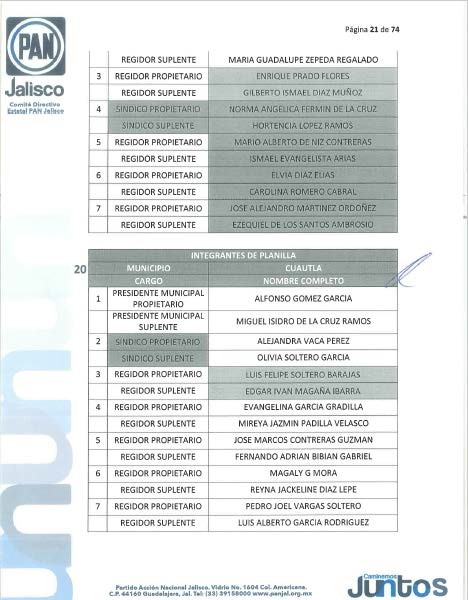 Página 21 de 74
PAN
Jalisco
Comité Directivo
Estatal PAN Jalisco
REGIDOR SUPLENTE MARIA GUADALUPE ZEPEDA REGALADO
3 REGIDOR PROPIETARIO ENRIQUE PRADO FLORES
REGIDOR SUPLENTE GILBERTO ISMAEL DIAZ MUÑOZ
4 SINDICO PROPIETARIO NORMA ANGELICA FERMIN DE LA CRUZ
SINDICO SUPLENTE HORTENCIA LOPEZ RAMOS
5 REGIDOR PROPIETARIO MARIO ALBERTO DE NIZ CONTRERAS
REGIDOR SUPLENTE ISMAEL EVANGELISTA ARIAS
6 REGIDOR PROPIETARIO ELVIA DIAZ ELIAS
REGIDOR SUPLENTE CAROLINA ROMERO CABRAL
7 REGIDOR PROPIETARIO JOSE ALEJANDRO MARTINEZ ORDOÑEZ
REGIDOR SUPLENTE EZEQUIEL DE LOS SANTOS AMBROSIO
INTEGRANTES DE PLANILLA
20 MUNICIPIO CUAUTLA
CARGO NOMBRE COMPLETO
1 PRESIDENTE MUNICIPAL PROPIETARIO ALFONSO GOMEZ GARCIA
PRESIDENTE MUNICIPAL SUPLENTE MIGUEL ISIDRO DE LA CRUZ RAMOS
2 SINDICO PROPIETARIO ALEJANDRA VACA PEREZ
SINDICO SUPLENTE OLIVIA SOLTERO GARCIA
3 REGIDOR PROPIETARIO LUIS FELIPE SOLTERO BARAJAS
REGIDOR SUPLENTE EDGAR IVAN MAGAÑA IBARRA
4 REGIDOR PROPIETARIO EVANGELINA GARCIA GRADILLA
REGIDOR SUPLENTE MIREYA JAZMIN PADILLA VELASCO
5 REGIDOR PROPIETARIO JOSE MARCOS CONTRERAS GUZMAN
REGIDOR SUPLENTE FERNANDO ADRIAN BIBIAN GABRIEL
6 REGIDOR PROPIETARIO MAGALY G MORA
REGIDOR SUPLENTE REYNA JACKELINE DIAZ LEPE
7 REGIDOR PROPIETARIO PEDRO JOEL VARGAS SOLTERO
REGIDOR SUPLENTE LUIS ALBERTO GARCIA RODRIGUEZ
Partido Acción Nacional Jalisco. Vidrio No. 1604 Col. Americana.
C.P. 44160 Guadalajara, Jal. Tel: (33) 39158000 www.panjal.org.mx
Caminemos
Juntos